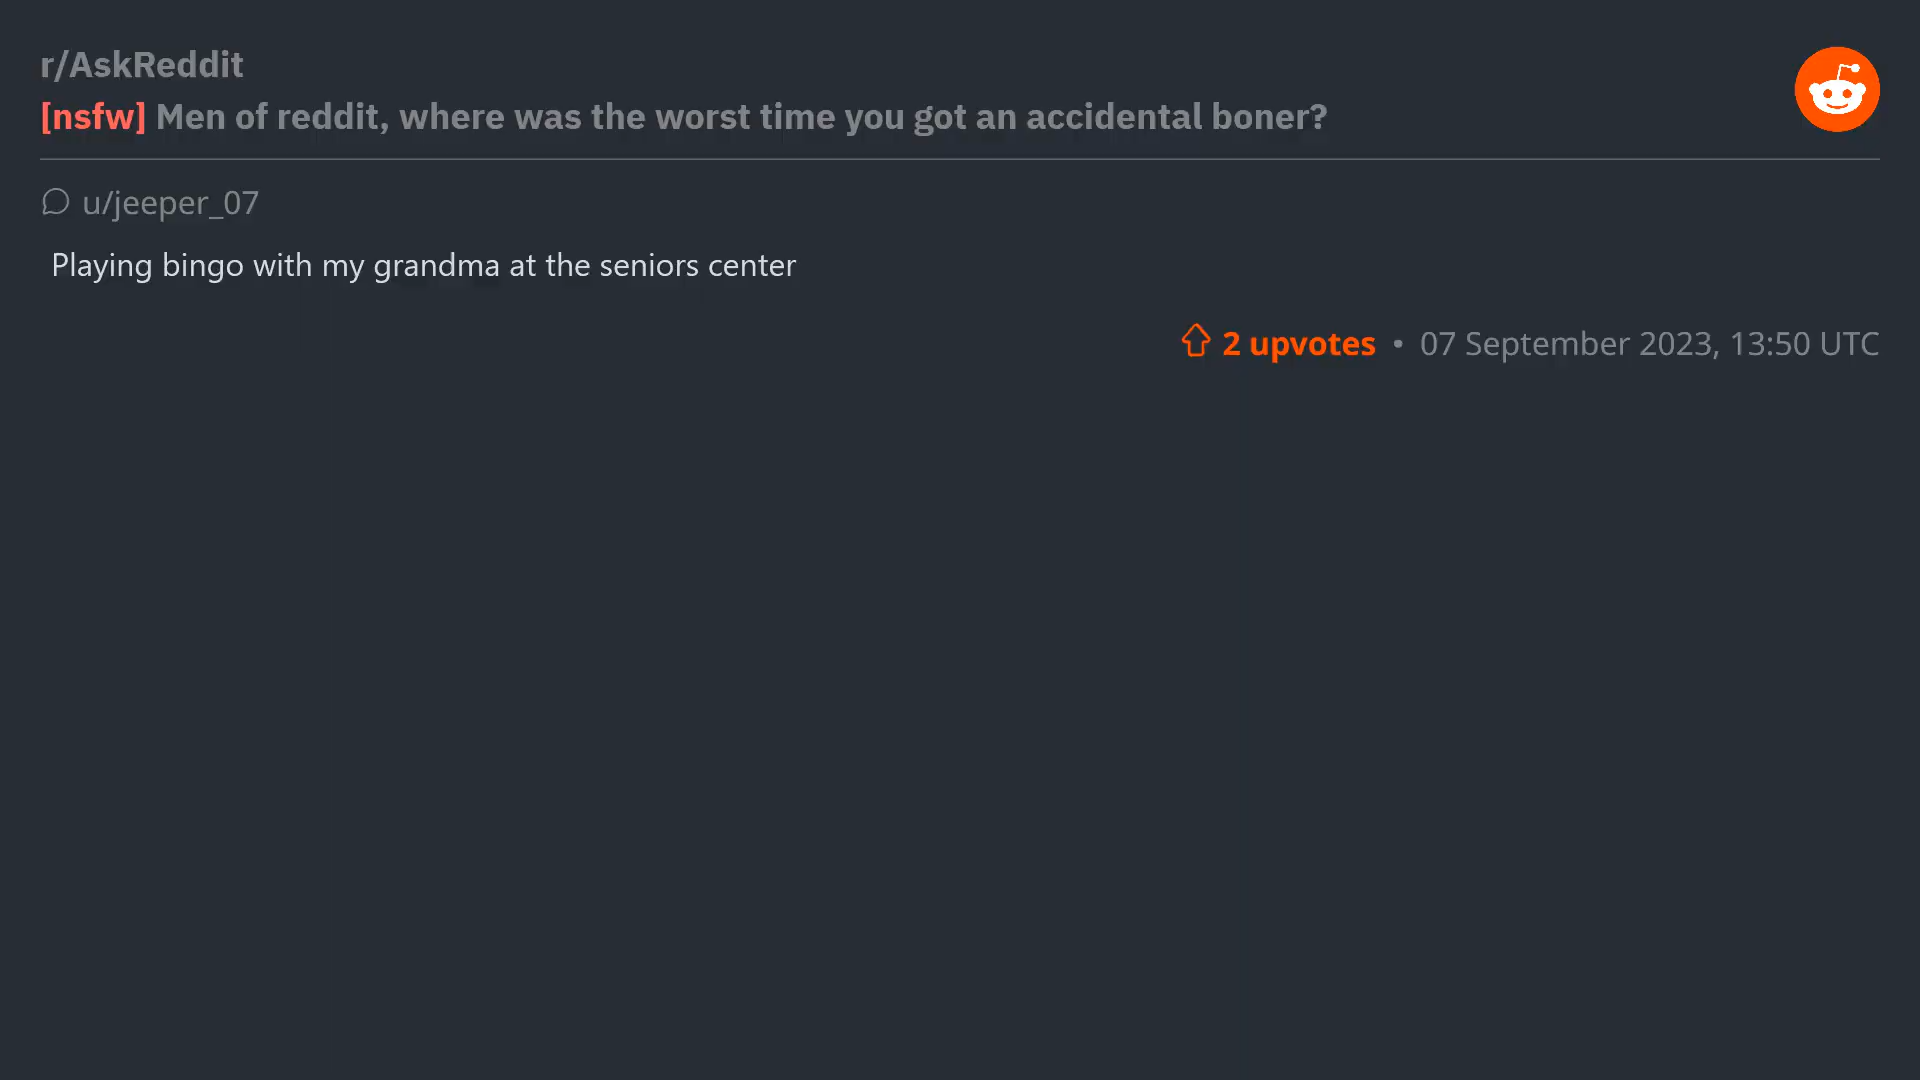 r/AskReddit
[nsfw] Men of reddit, where was the worst time you got an accidental boner?
u/jeeper_07
Playing bingo with my grandma at the seniors center
2 upvotes • 07 September 2023, 13:50 UTC